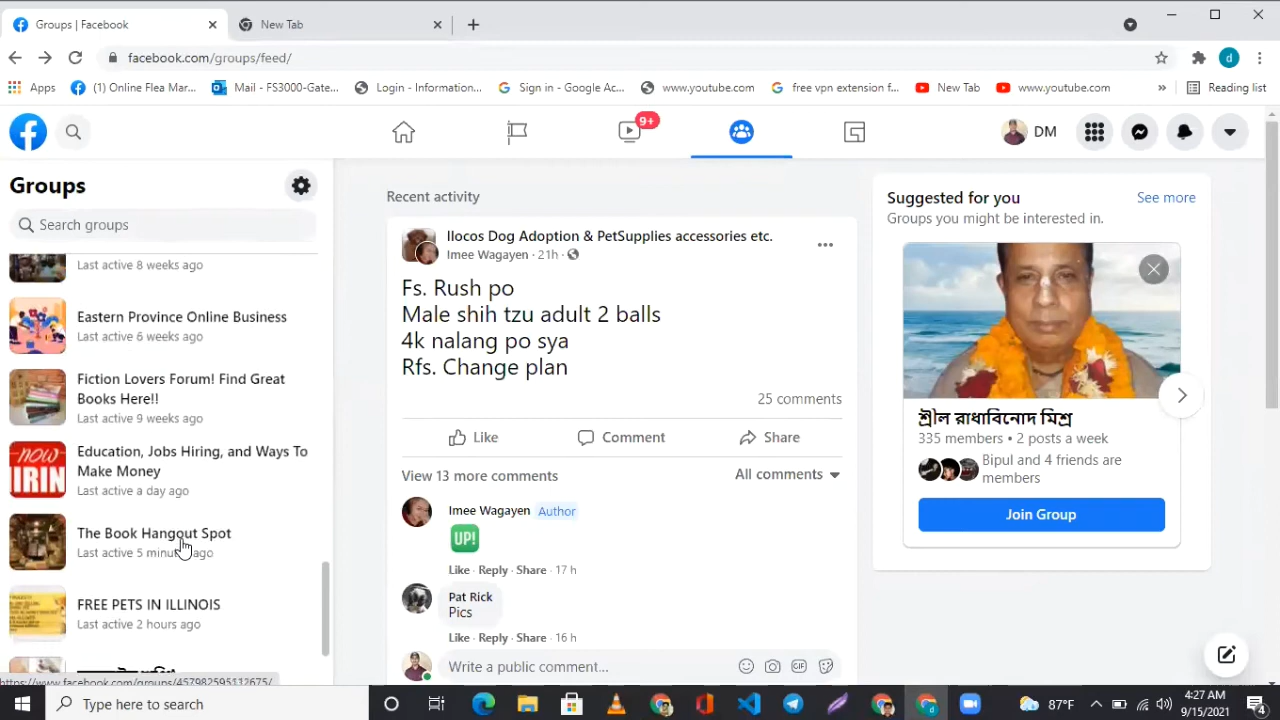 Groups | Facebook
New Tab
facebook.com/groups/feed/
d
Apps
(1) Online Flea Mar...
Mail - FS3000-Gate...
Login - Information...
Sign in - Google Ac...
www.youtube.com
free vpn extension f...
New Tab
www.youtube.com
»
Reading list
9+
DM
Groups
Search groups
Last active 8 weeks ago
Eastern Province Online Business
Last active 6 weeks ago
Fiction Lovers Forum! Find Great
Books Here!!
Last active 9 weeks ago
NOW
IRIN
Education, Jobs Hiring, and Ways To
Make Money
Last active a day ago
The Book Hangout Spot
Last active 5 minutes ago
FREE PETS IN ILLINOIS
Last active 2 hours ago
https://www.facebook.com/groups/457982595112675/
Recent activity
Ilocos Dog Adoption & PetSupplies accessories etc.
Imee Wagayen · 21h ·
Fs. Rush po
Male shih tzu adult 2 balls
4k nalang po sya
Rfs. Change plan
25 comments
Like
Comment
Share
View 13 more comments
All comments
Imee Wagayen Author
UP!
Like · Reply · Share · 17 h
Pat Rick
Pics
Like · Reply · Share · 16 h
Write a public comment...
GIF
Suggested for you
See more
Groups you might be interested in.
শ্রীল রাধাবিনোদ মিশ্র
335 members • 2 posts a week
Bipul and 4 friends are
members
Join Group
Type here to search
87°F
4:27 AM
9/15/2021
4